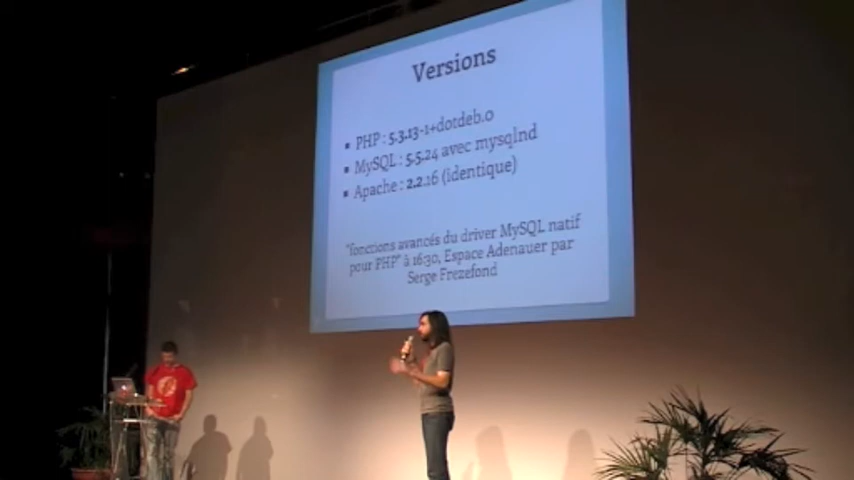 Versions
PHP : 5.3.13-1+dotdeb.0
MySQL : 5.5.24 avec mysqlnd
Apache : 2.2.16 (identique)
"fonctions avancés du driver MySQL natif
pour PHP" à 16:30, Espace Adenauer par
Serge Frezefond